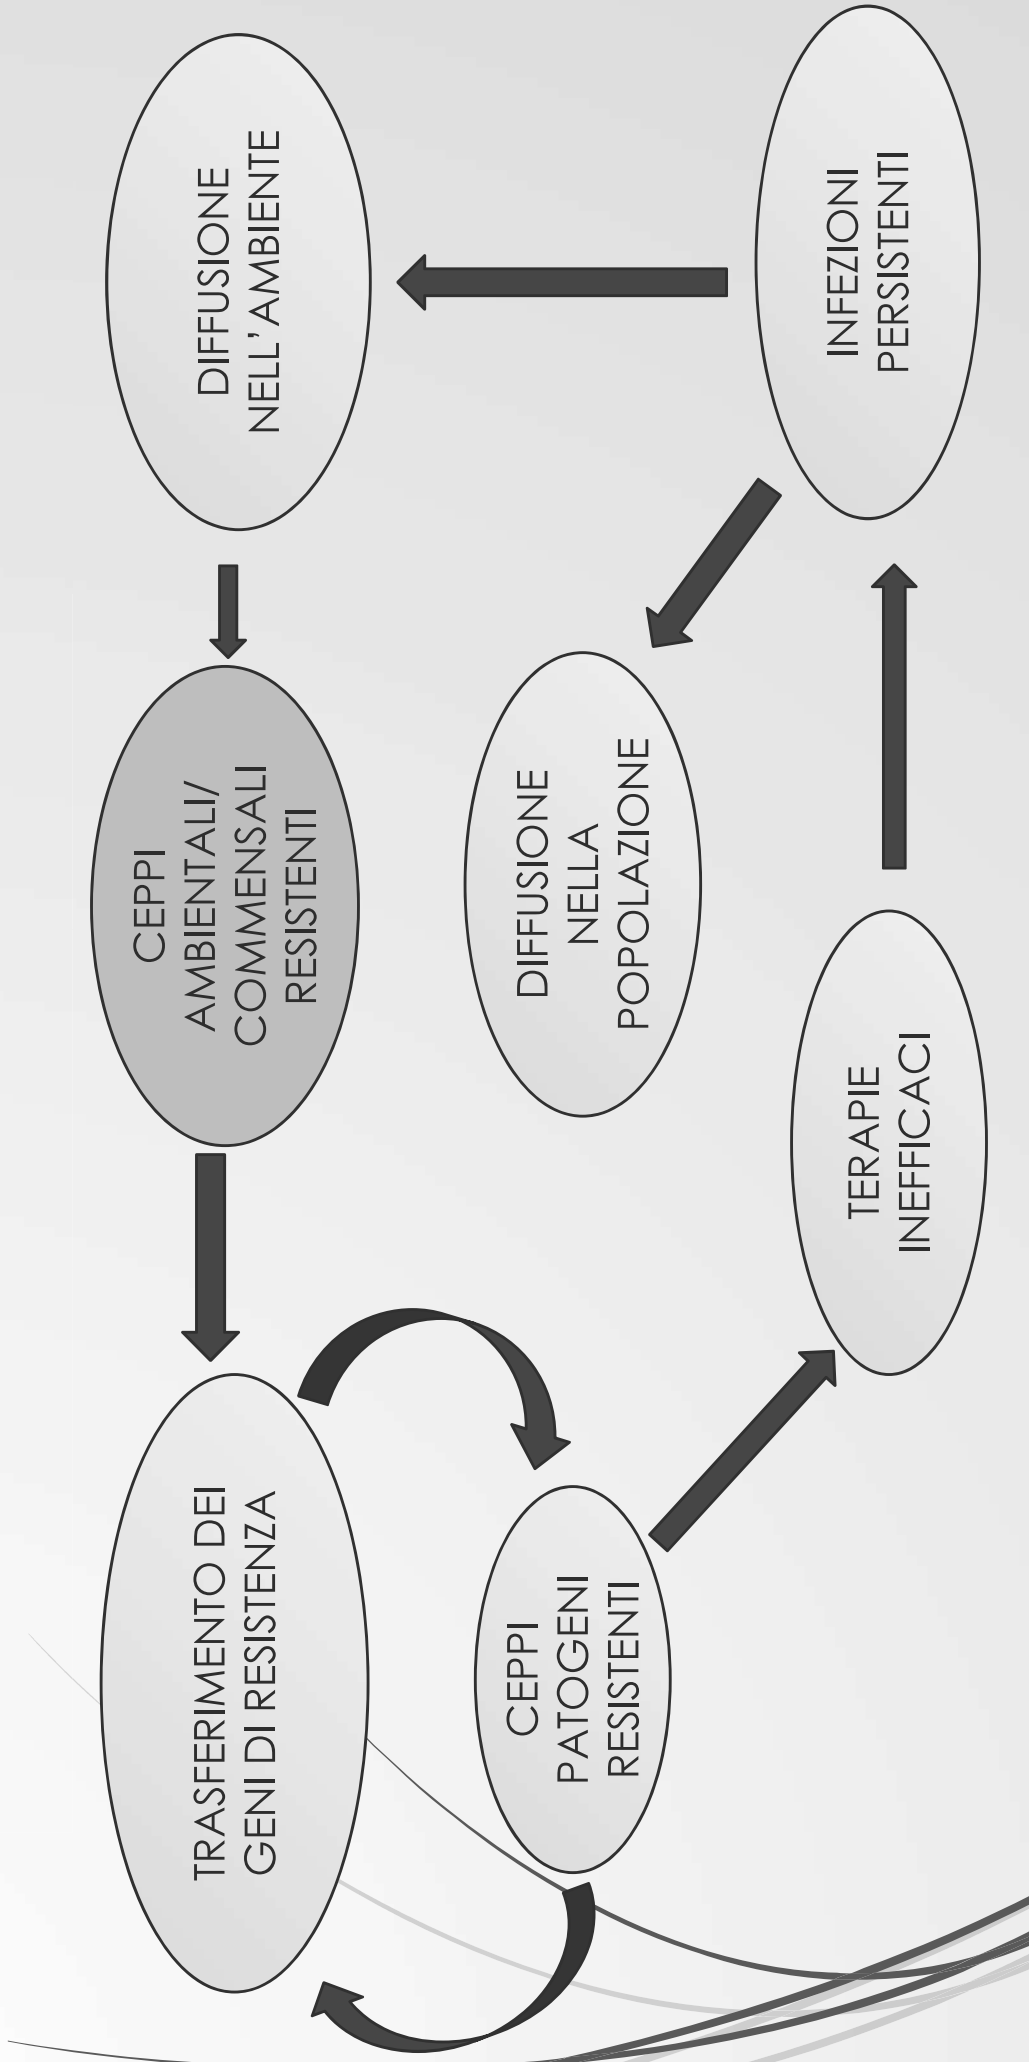 TRASFERIMENTO DEI
GENI DI RESISTENZA
CEPPI
AMBIENTALI/
COMMENSALI
RESISTENTI
DIFFUSIONE
NELL' AMBIENTE
CEPPI
PATOGENI
RESISTENTI
DIFFUSIONE
NELLA
POPOLAZIONE
TERAPIE
INEFFICACI
INFEZIONI
PERSISTENTI